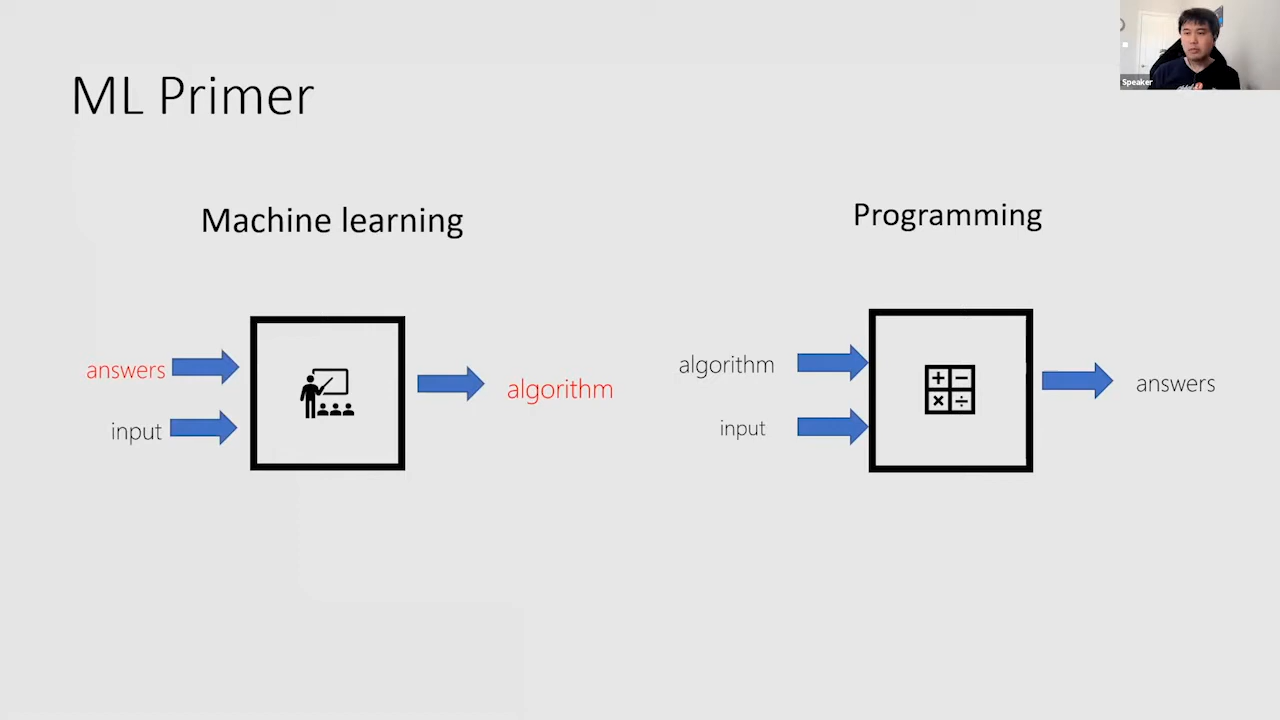 ML Primer
Machine learning
Programming
answers
input
algorithm
algorithm
input
answers
Speaker